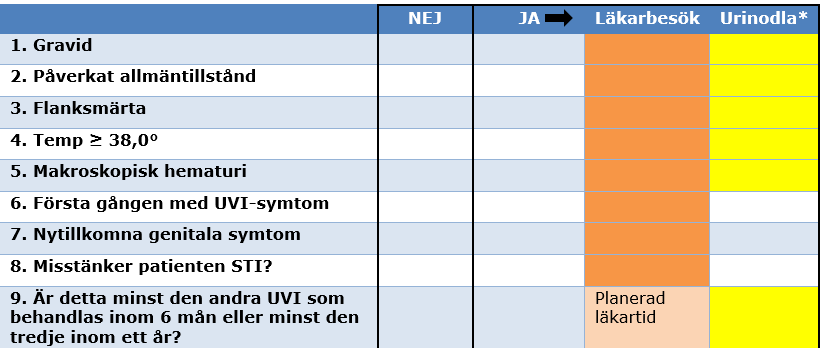 NEJ JA Läkarbesök Urinodla*
1. Gravid
2. Påverkat allmäntillstånd
3. Flanksmärta
4. Temp ≥ 38,0º
5. Makroskopisk hematuri
6. Första gången med UVI-symtom
7. Nytillkomna genitala symtom
8. Misstänker patienten STI?
9. Är detta minst den andra UVI som
behandlas inom 6 mån eller minst den
tredje inom ett år?
Planerad
läkartid